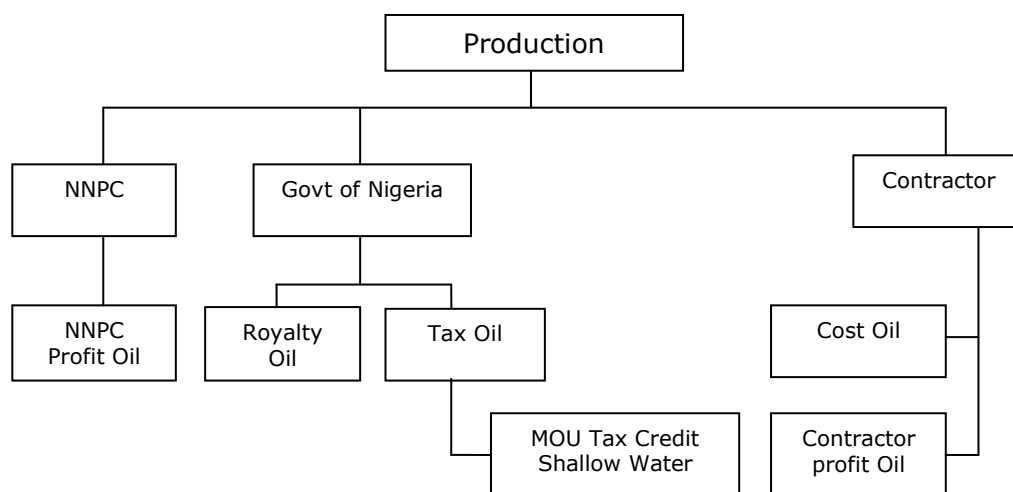 Production
NNPC
Govt of Nigeria
Contractor
NNPC
Profit Oil
Royalty
Oil
Tax Oil
Cost Oil
MOU Tax Credit
Shallow Water
Contractor
profit Oil